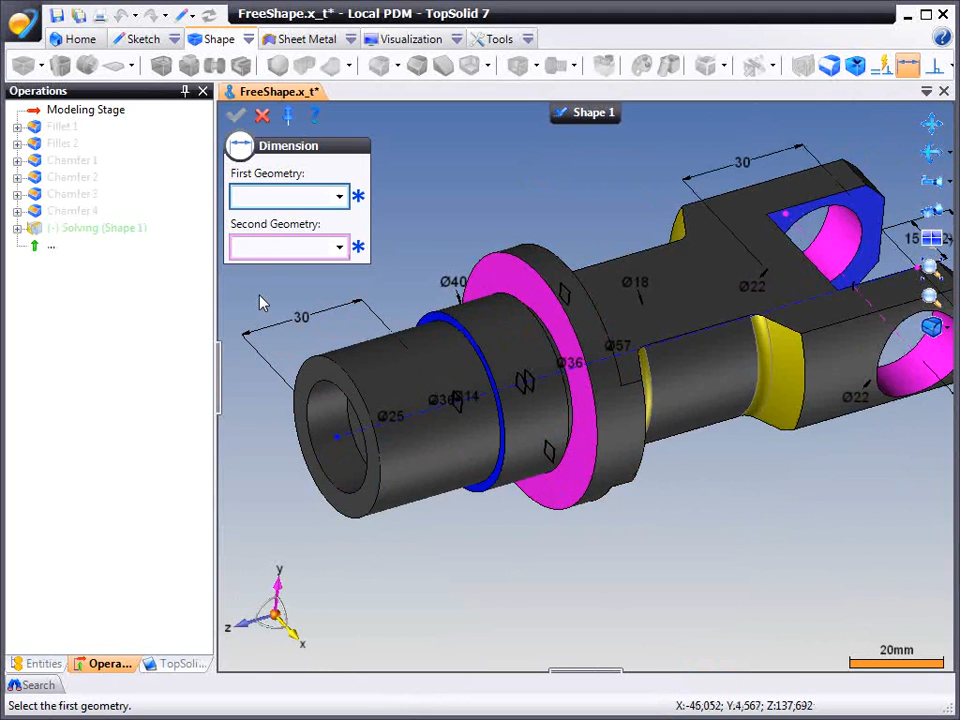 FreeShape.x_t* - Local PDM - TopSolid 7
Home
Sketch
Shape
Sheet Metal
Visualization
Tools
Operations
FreeShape.x_t*
Modeling Stage
Fillet 1
Fillet 2
Chamfer 1
Chamfer 2
Chamfer 3
Chamfer 4
(-) Solving (Shape 1)
...
Dimension
First Geometry:
Second Geometry:
Shape 1
30
15
Ø40
Ø18
Ø22
30
Ø57
Ø36
Ø36
Ø14
Ø25
Ø22
y
z
x
20mm
Entities
Opera...
TopSoli...
Search
Select the first geometry.
X:-46,052; Y:4,567; Z:137,692